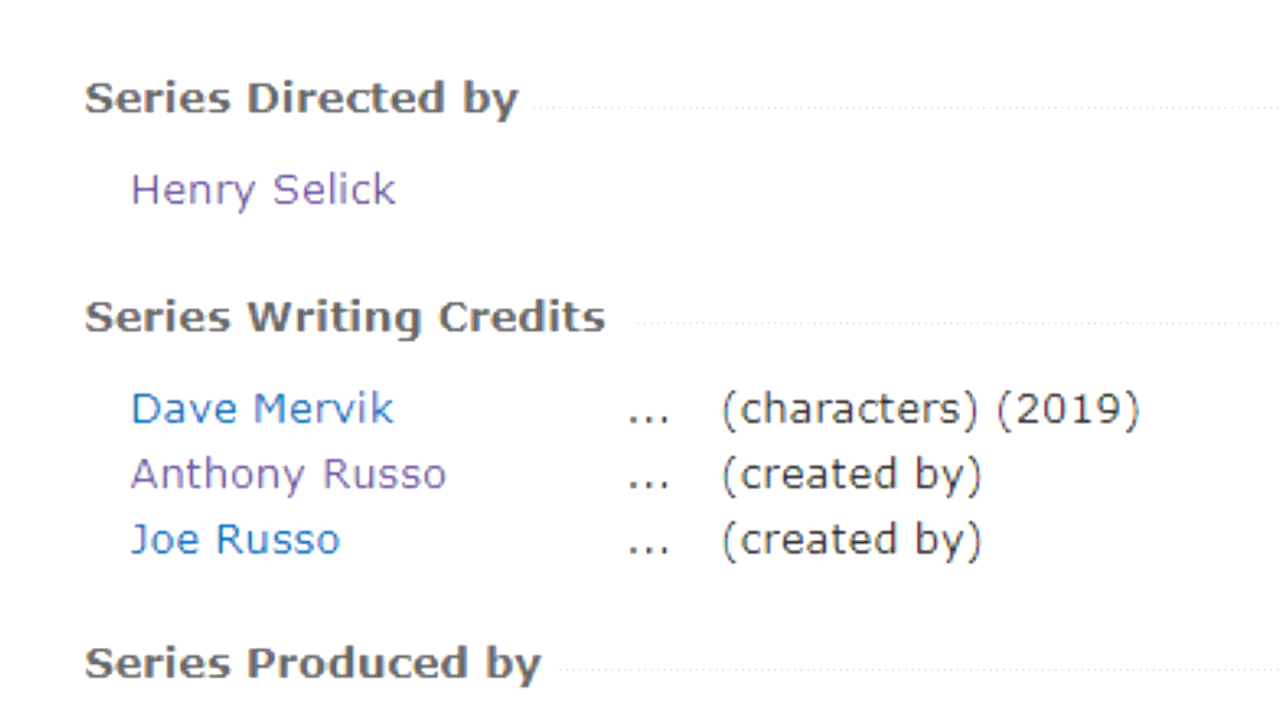 Series Directed by
Henry Selick
Series Writing Credits
Dave Mervik ... (characters) (2019)
Anthony Russo ... (created by)
Joe Russo ... (created by)
Series Produced by